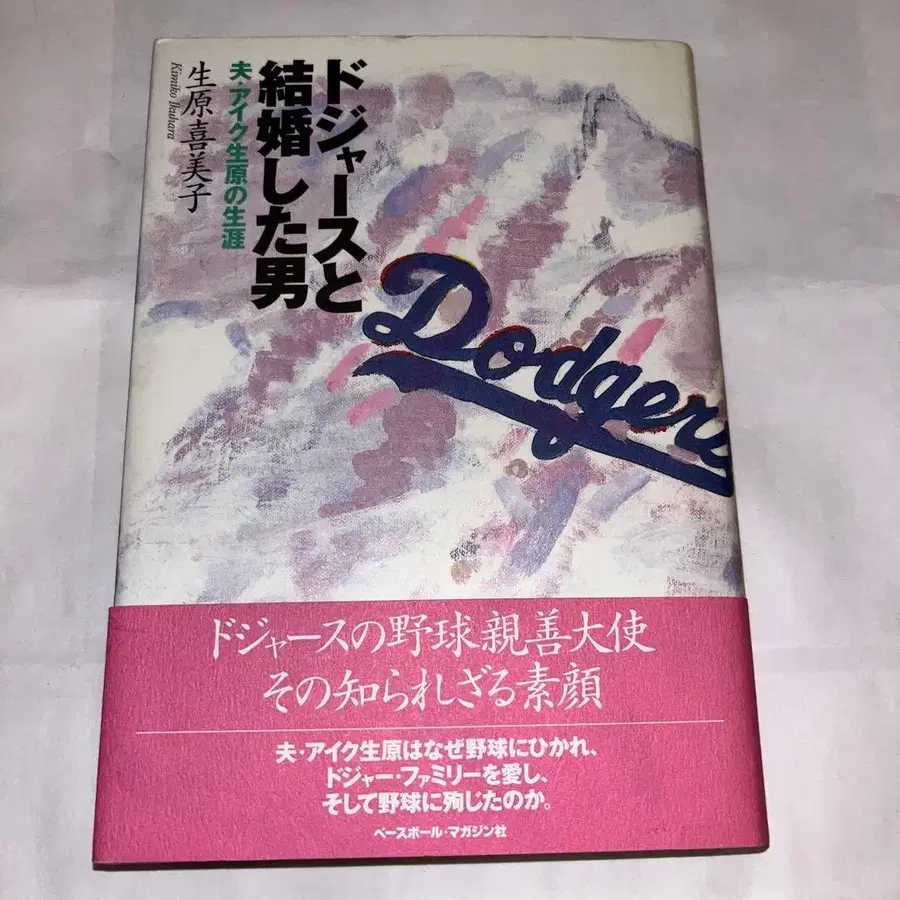 ドジャースと
結婚した男
夫・アイク生原の生涯
生原喜美子
Kimiko Ikuhara
Dodgers
ドジャースの野球親善大使
その知られざる素顔
夫・アイク生原はなぜ野球にひかれ、
ドジャー・ファミリーを愛し、
そして野球に殉じたのか。
ベースボール・マガジン社